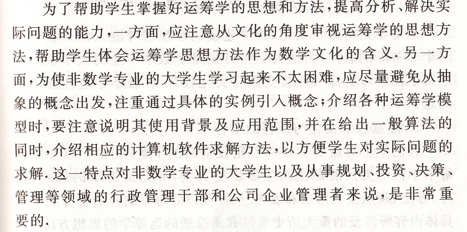 为了帮助学生掌握好运筹学的思想和方法,提高分析、解决实
际问题的能力,一方面,应注意从文化的角度审视运筹学的思想方
法,帮助学生体会运筹学思想方法作为数学文化的含义.另一方
面,为使非数学专业的大学生学习起来不太困难,应尽量避免从抽
象的概念出发,注重通过具体的实例引入概念;介绍各种运筹学模
型时,要注意说明其使用背景及应用范围,并在给出一般算法的
同时,介绍相应的计算机软件求解方法,以方便学生对实际问题的
求解.这一特点对非数学专业的大学生以及从事规划、投资、决策、
管理等领域的行政管理干部和公司企业管理者来说,是非常重
要的.